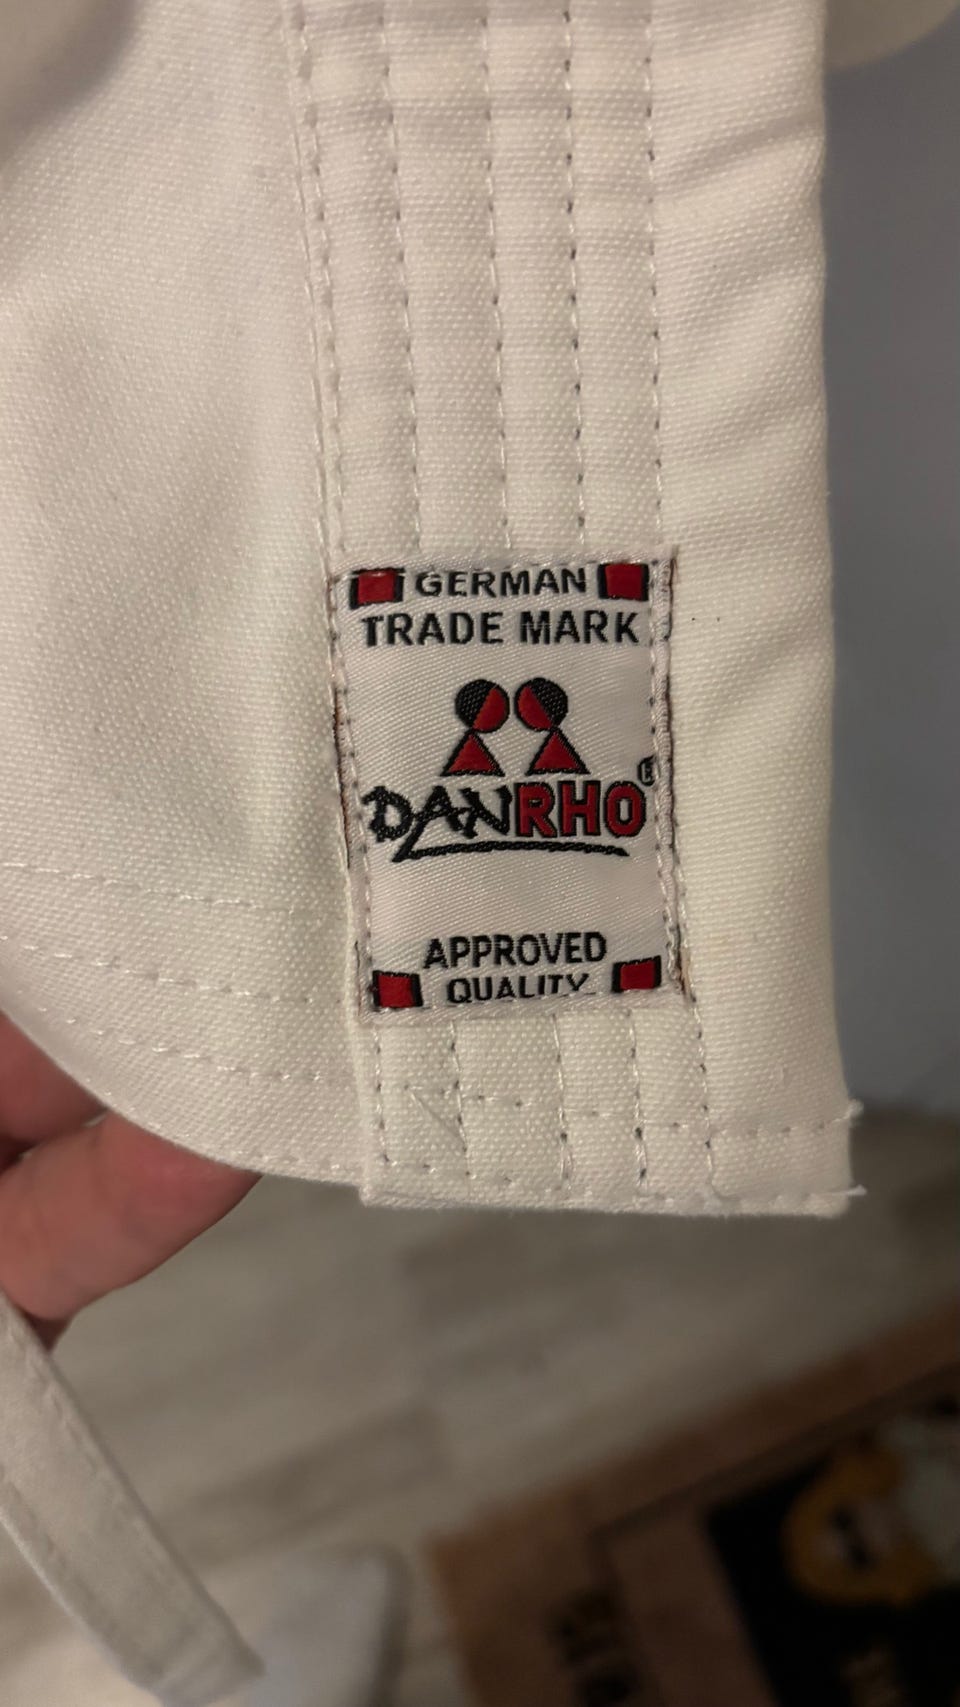 GERMAN
TRADE MARK
DANRHO®
APPROVED
QUALITY